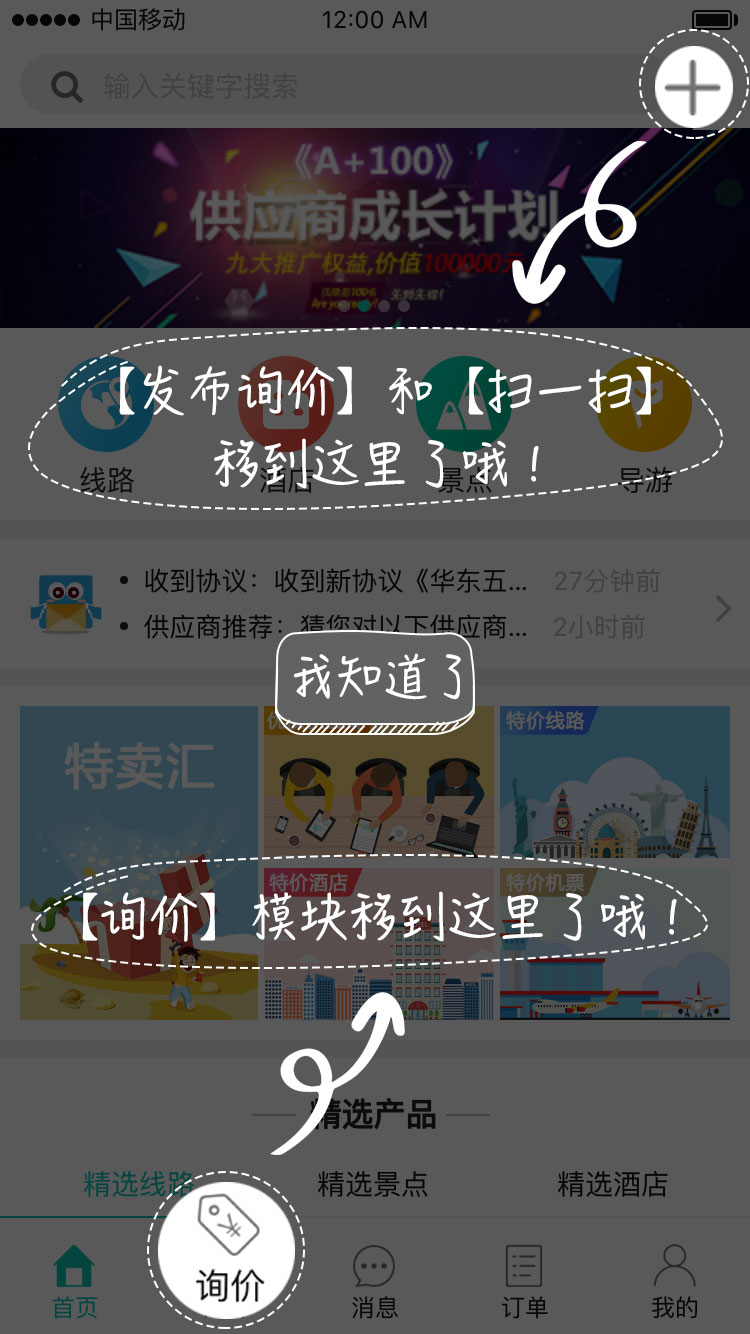 中国移动 12:00 AM
输入关键字搜索
《A+100》
供应商成长计划
九大推广权益,价值100000元
先到先得!
【发布询价】和【扫一扫】
移到这里了哦!
线路 酒店 景点 导游
• 收到协议：收到新协议《华东五... 27分钟前
• 供应商推荐：猜您对以下供应商... 2小时前
我知道了
特卖汇
特价线路
特价酒店 特价机票
【询价】模块移到这里了哦!
精选产品
精选线路 精选景点 精选酒店
首页 询价 消息 订单 我的